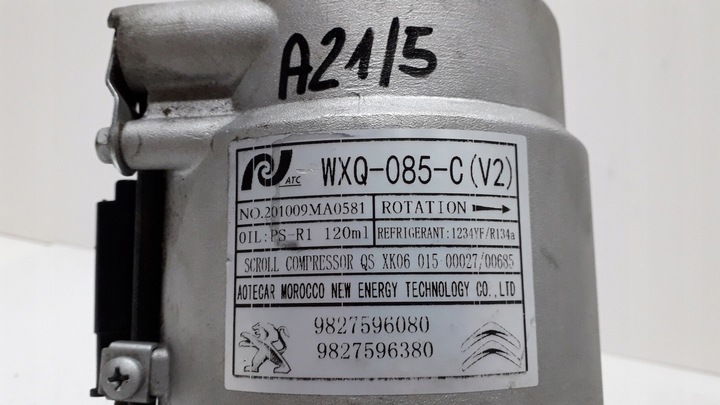 A21/5
ATC WXQ-085-C(V2)
NO.201009MA0581 ROTATION
OIL:PS-R1 120ml REFRIGERANT:1234YF/R134a
SCROLL COMPRESSOR QS XK06 015-00027/00685
AOTECAR MOROCCO NEW ENERGY TECHNOLOGY CO.,LTD
9827596080
9827596380